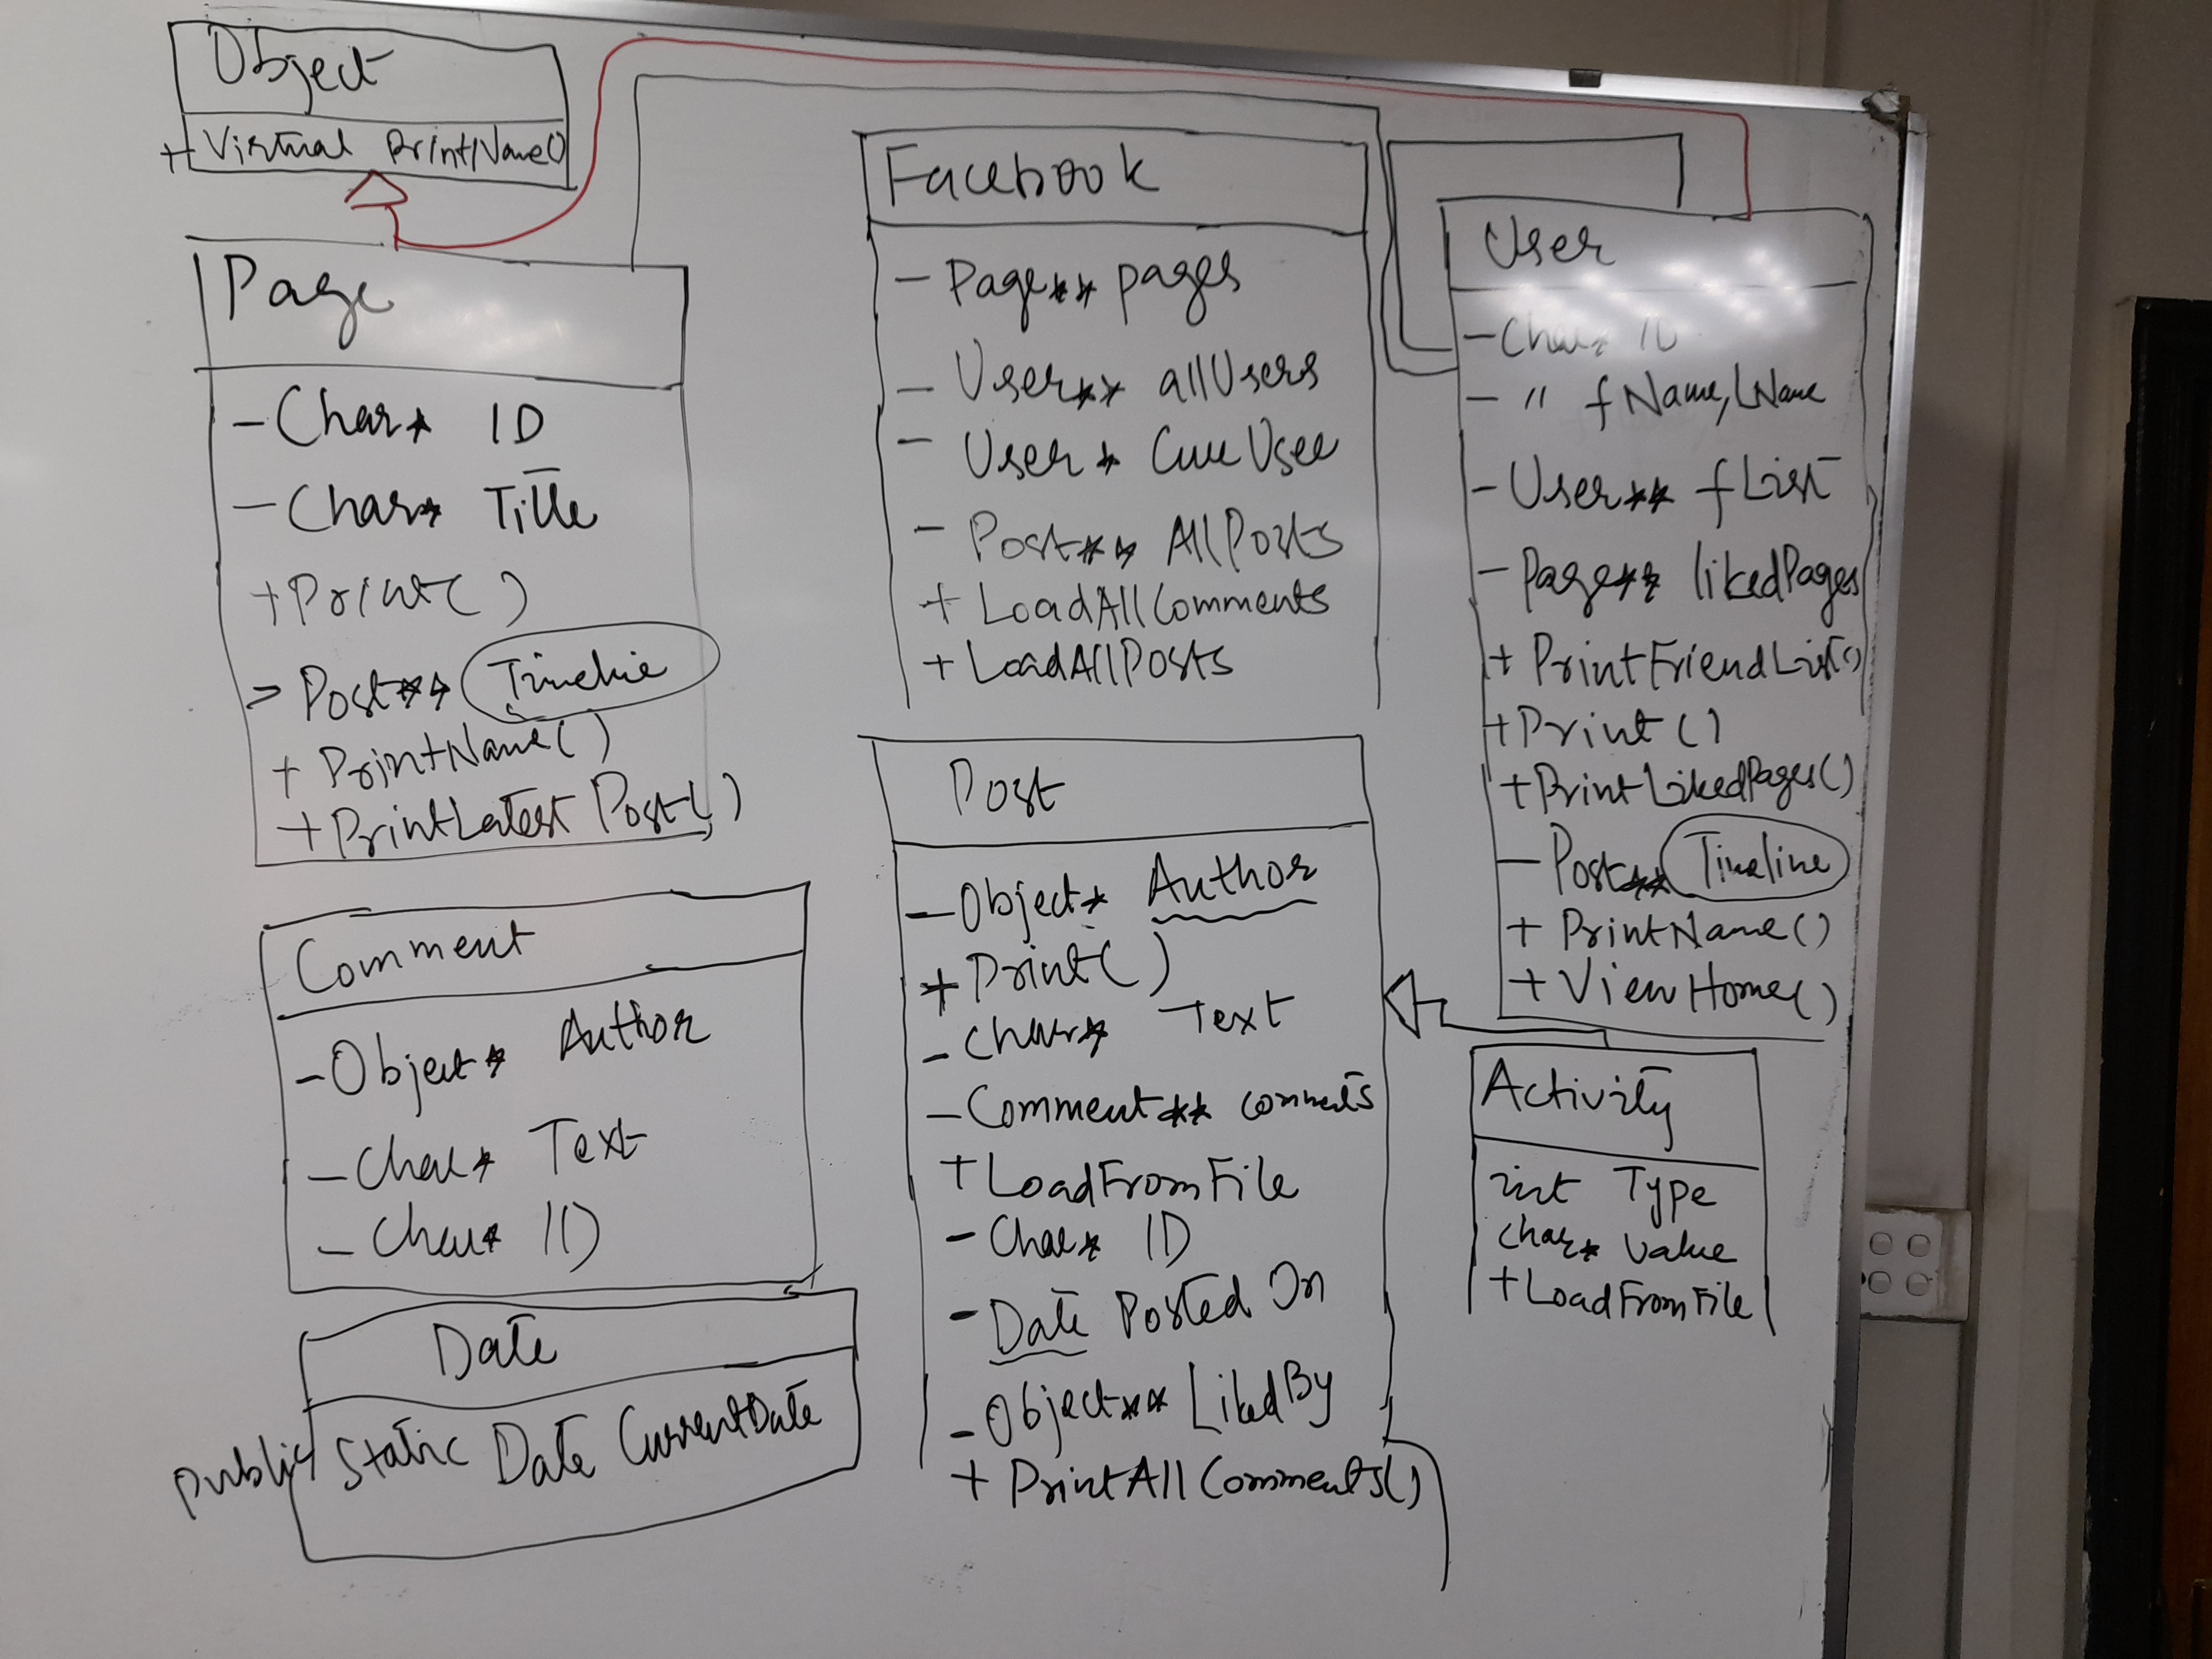 Object
+ Virtual PrintName()
Page
- Char* ID
- Char* Title
+ Print()
> Post** Timeline
+ PrintName()
+ PrintLatestPost()
Comment
- Object* Author
- Char* Text
- Char* ID
Date
public static Date CurrentDate
Facebook
- Page** pages
- User** allUsers
- User* CurrUser
- Post** AllPosts
+ LoadAllComments
+ LoadAllPosts
Post
- Object* Author
+ Print()
- char* Text
- Comment** comments
+ LoadFromFile
- Char* ID
- Date Posted On
- Object** LikedBy
+ PrintAllComments()
User
- Char* ID
- " fName, LName
- User** fList
- Page** likedPages
+ PrintFriendList()
+ Print()
+ PrintLikedPages()
- Post** Timeline
+ PrintName()
+ ViewHome()
Activity
int Type
char* value
+ LoadFromFile